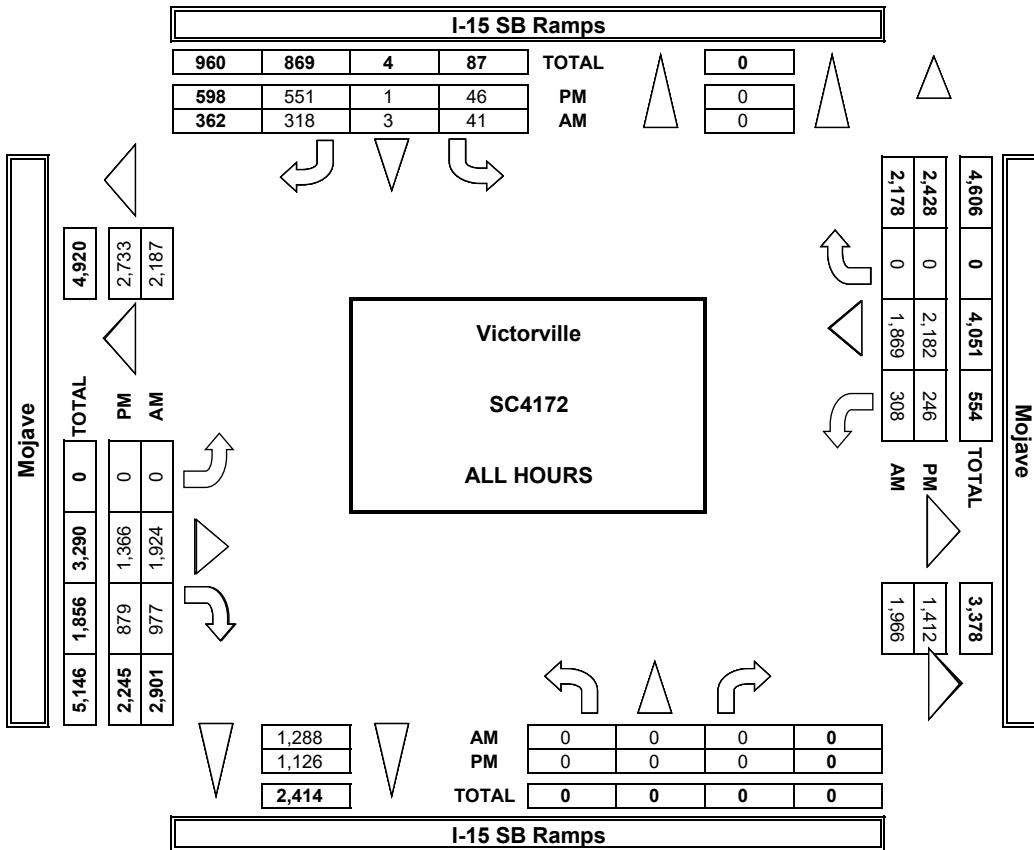 I-15 SB Ramps
960 869 4 87 TOTAL 0
598 551 1 46 PM 0
362 318 3 41 AM 0
Mojave
4,920
2,733
2,187
TOTAL 0 3,290 1,856 5,146
PM 0 1,366 879 2,245
AM 0 1,924 977 2,901
Victorville
SC4172
ALL HOURS
4,606 0 4,051 554 TOTAL
2,428 0 2,182 246 PM
2,178 0 1,869 308 AM
3,378
1,412
1,966
Mojave
1,288 AM 0 0 0 0
1,126 PM 0 0 0 0
2,414 TOTAL 0 0 0 0
I-15 SB Ramps